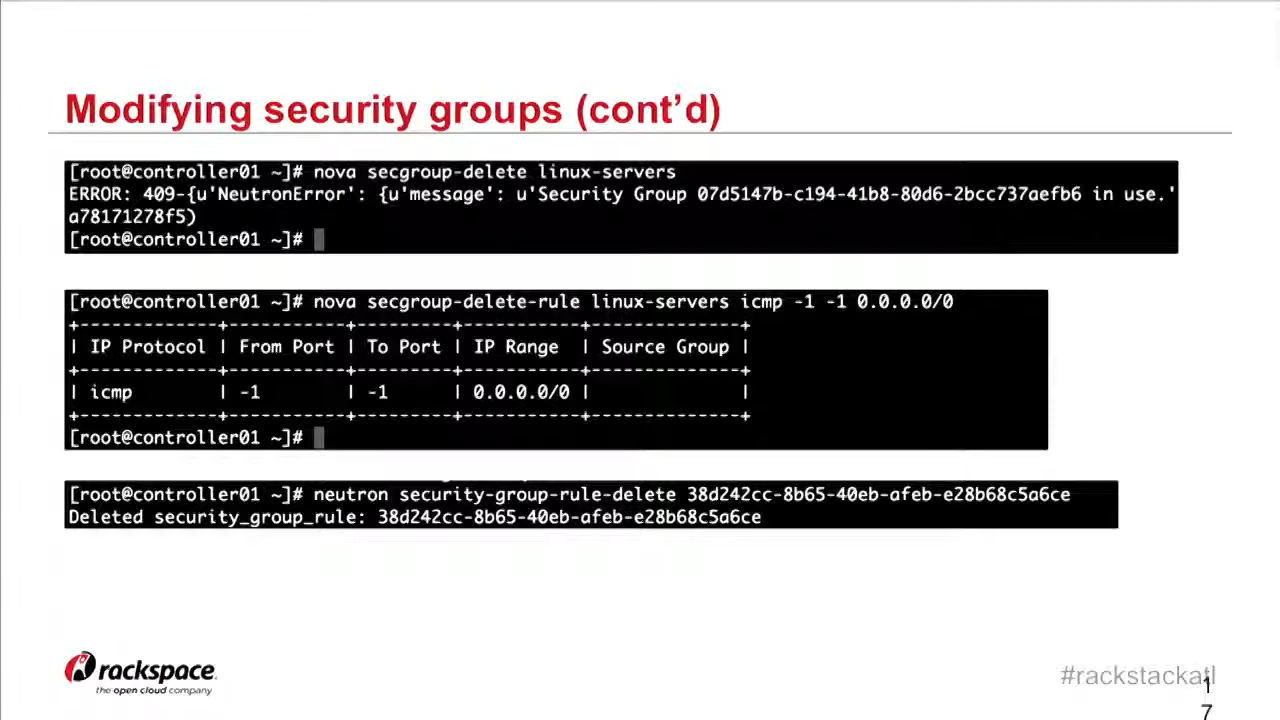 Modifying security groups (cont’d)
[root@controller01 ~]# nova secgroup-delete linux-servers
ERROR: 409-{u'NeutronError': {u'message': u'Security Group 07d5147b-c194-41b8-80d6-2bcc737aefb6 in use.'
a78171278f5)
[root@controller01 ~]#
[root@controller01 ~]# nova secgroup-delete-rule linux-servers icmp -1 -1 0.0.0.0/0
+-------------+-----------+---------+-----------+--------------+
| IP Protocol | From Port | To Port | IP Range | Source Group |
+-------------+-----------+---------+-----------+--------------+
| icmp | -1 | -1 | 0.0.0.0/0 | |
+-------------+-----------+---------+-----------+--------------+
[root@controller01 ~]#
[root@controller01 ~]# neutron security-group-rule-delete 38d242cc-8b65-40eb-afeb-e28b68c5a6ce
Deleted security_group_rule: 38d242cc-8b65-40eb-afeb-e28b68c5a6ce
rackspace
the open cloud company
#rackstackatl
1
7